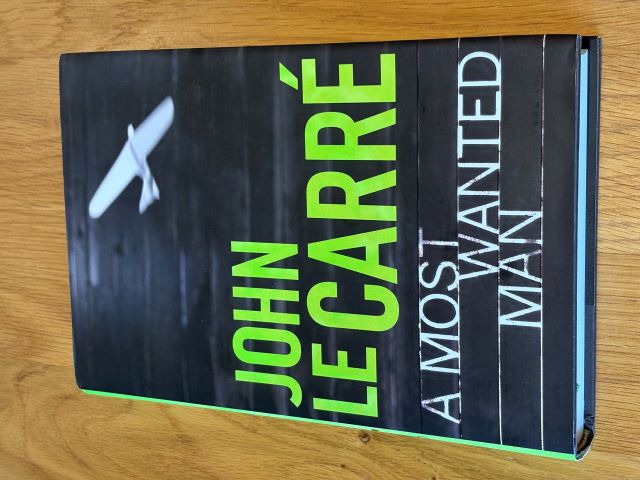 JOHN
LE CARRÉ
A MOST
WANTED
MAN